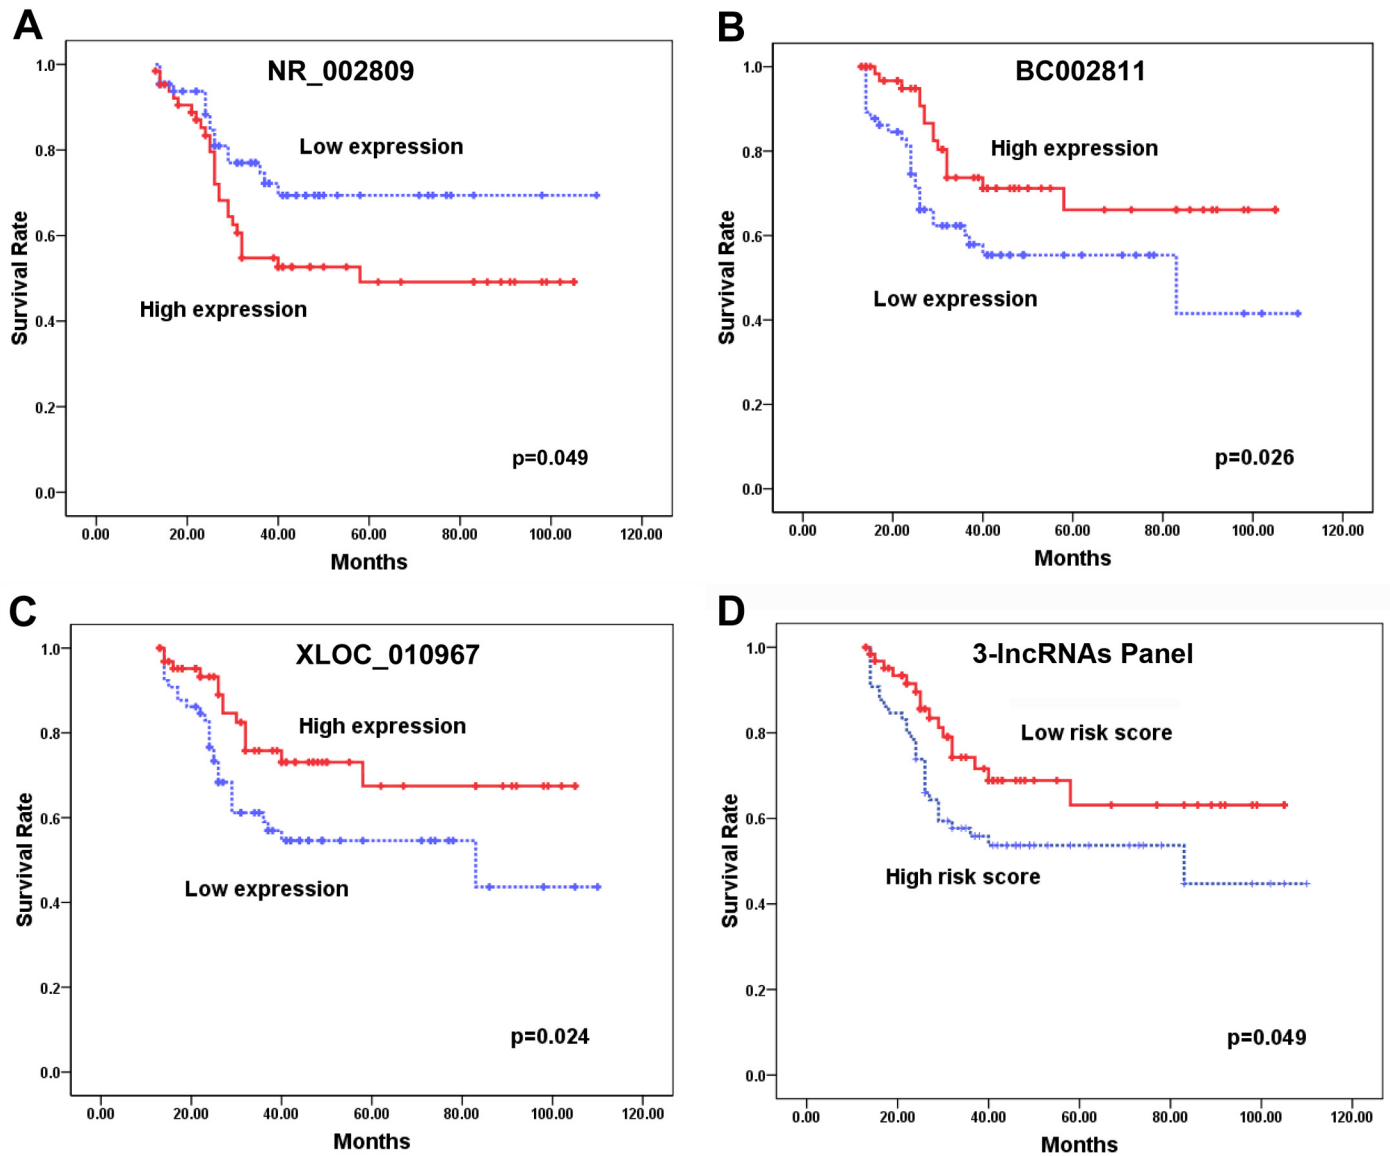 A
NR_002809
Low expression
High expression
p=0.049
Survival Rate
1.0
0.8
0.6
0.4
0.2
0.0
0.00 20.00 40.00 60.00 80.00 100.00 120.00
Months
B
BC002811
High expression
Low expression
p=0.026
Survival Rate
1.0
0.8
0.6
0.4
0.2
0.0
0.00 20.00 40.00 60.00 80.00 100.00 120.00
Months
C
XLOC_010967
High expression
Low expression
p=0.024
Survival Rate
1.0
0.8
0.6
0.4
0.2
0.0
0.00 20.00 40.00 60.00 80.00 100.00 120.00
Months
D
3-lncRNAs Panel
Low risk score
High risk score
p=0.049
Survival Rate
1.0
0.8
0.6
0.4
0.2
0.0
0.00 20.00 40.00 60.00 80.00 100.00 120.00
Months